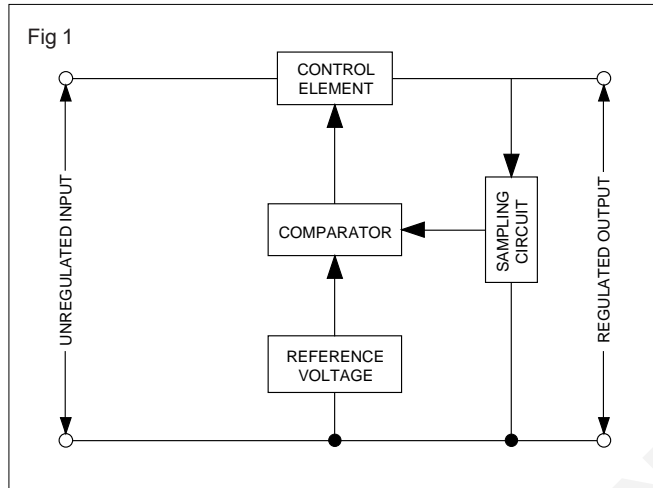 Fig 1
CONTROL
ELEMENT
UNREGULATED INPUT
COMPARATOR
SAMPLING
CIRCUIT
REGULATED OUTPUT
REFERENCE
VOLTAGE